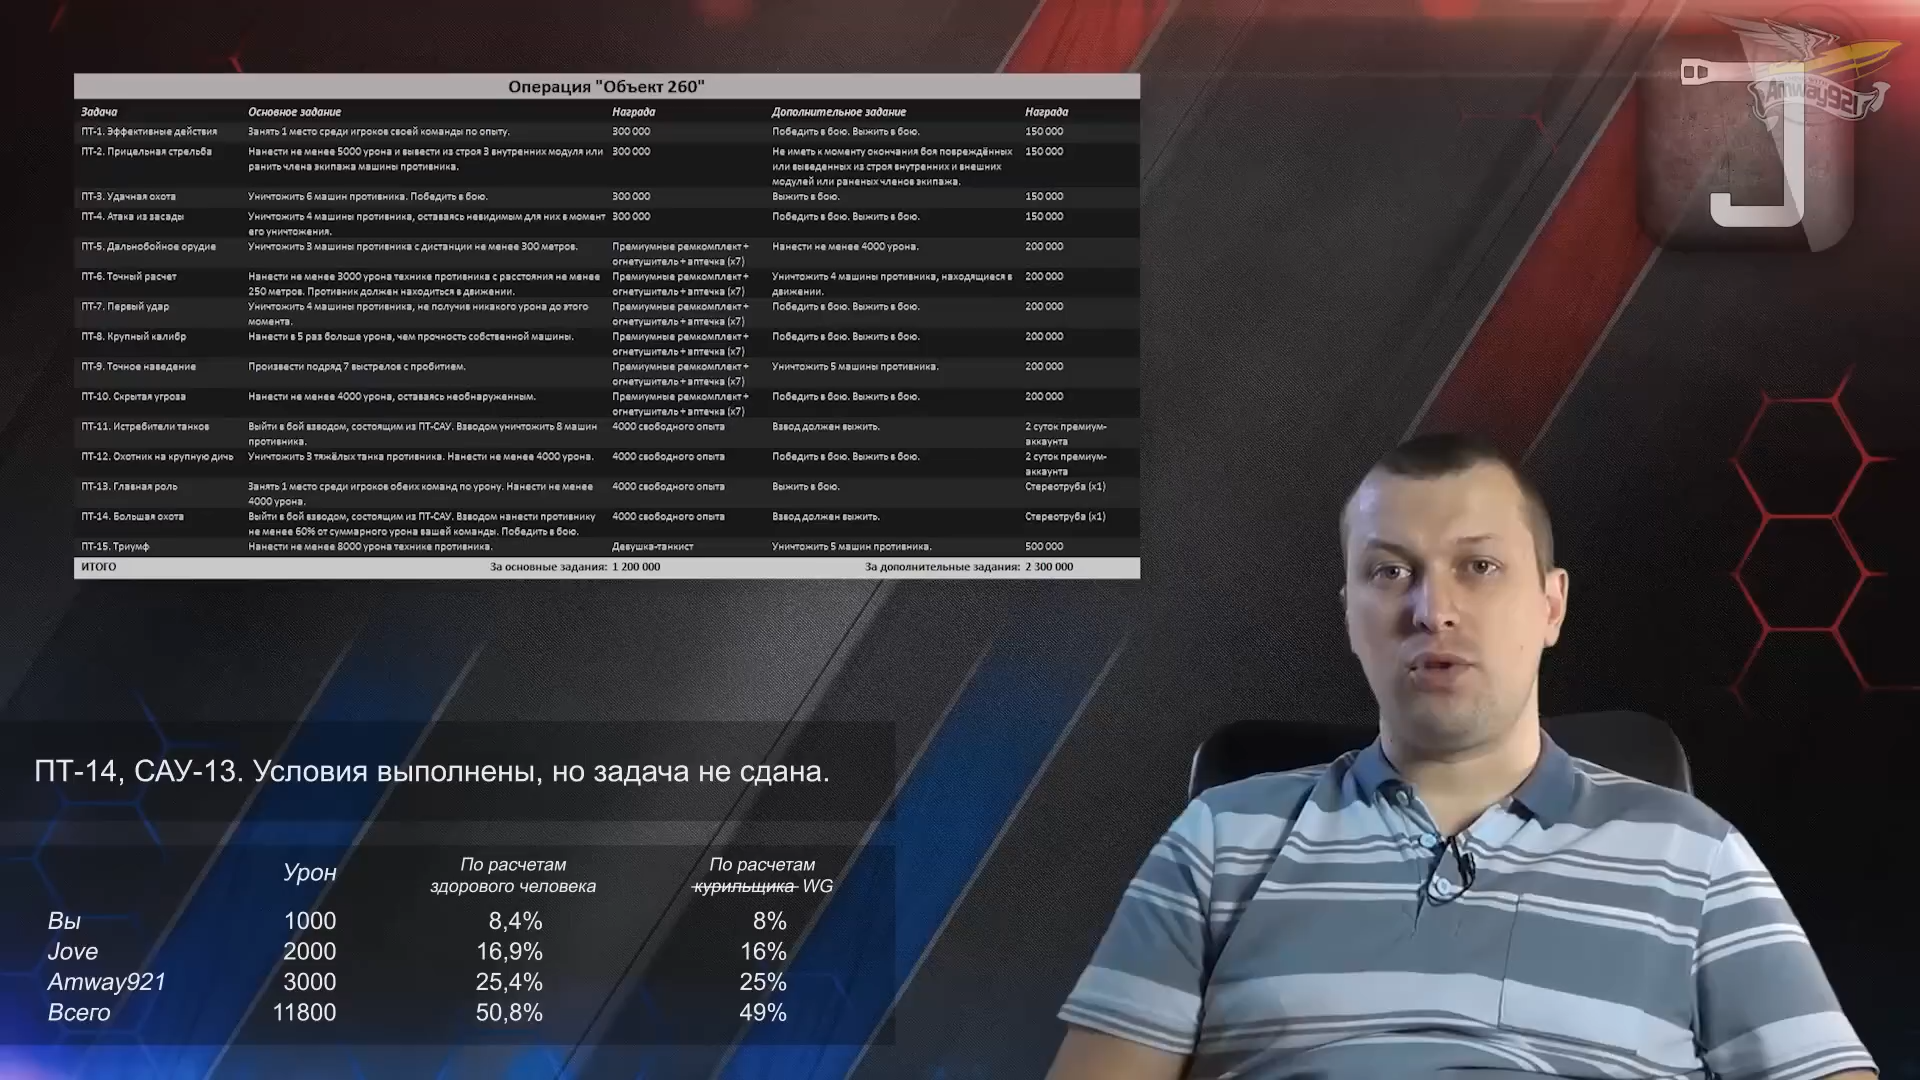 Операция "Объект 260"
Задача Основное задание Награда Дополнительное задание Награда
ПТ-1. Эффективные действия Занять 1 место среди игроков своей команды по опыту. 300 000 Победить в бою. Выжить в бою. 150 000
ПТ-2. Прицельная стрельба Нанести не менее 5000 урона и вывести из строя 3 внутренних модуля или 300 000 Не иметь к моменту окончания боя повреждённых 150 000
ранить члена экипажа машины противника. или выведенных из строя внутренних и внешних
модулей или раненых членов экипажа.
ПТ-3. Удачная охота Уничтожить 6 машин противника. Победить в бою. 300 000 Выжить в бою. 150 000
ПТ-4. Атака из засады Уничтожить 4 машины противника, оставаясь невидимым для них в момент 300 000 Победить в бою. Выжить в бою. 150 000
его уничтожения.
ПТ-5. Дальнобойное орудие Уничтожить 3 машины противника с дистанции не менее 300 метров. Премиумные ремкомплект + Нанести не менее 4000 урона. 200 000
огнетушитель + аптечка (х7)
ПТ-6. Точный расчет Нанести не менее 3000 урона технике противника с расстояния не менее Премиумные ремкомплект + Уничтожить 4 машины противника, находящиеся в 200 000
250 метров. Противник должен находиться в движении. огнетушитель + аптечка (х7) движении.
ПТ-7. Первый удар Уничтожить 4 машины противника, не получив никакого урона до этого Премиумные ремкомплект + Победить в бою. Выжить в бою. 200 000
момента. огнетушитель + аптечка (х7)
ПТ-8. Крупный калибр Нанести в 5 раз больше урона, чем прочность собственной машины. Премиумные ремкомплект + Победить в бою. Выжить в бою. 200 000
огнетушитель + аптечка (х7)
ПТ-9. Точное наведение Произвести подряд 7 выстрелов с пробитием. Премиумные ремкомплект + Уничтожить 5 машины противника. 200 000
огнетушитель + аптечка (х7)
ПТ-10. Скрытая угроза Нанести не менее 4000 урона, оставаясь необнаруженным. Премиумные ремкомплект + Победить в бою. Выжить в бою. 200 000
огнетушитель + аптечка (х7)
ПТ-11. Истребители танков Выйти в бой взводом, состоящим из ПТ-САУ. Взводом уничтожить 8 машин 4000 свободного опыта Взвод должен выжить. 2 суток премиум-
противника. аккаунта
ПТ-12. Охотник на крупную дичь Уничтожить 3 тяжёлых танка противника. Нанести не менее 4000 урона. 4000 свободного опыта Победить в бою. Выжить в бою. 2 суток премиум-
аккаунта
ПТ-13. Главная роль Занять 1 место среди игроков обеих команд по урону. Нанести не менее 4000 свободного опыта Выжить в бою. Стереотруба (х1)
4000 урона.
ПТ-14. Большая охота Выйти в бой взводом, состоящим из ПТ-САУ. Взводом нанести противнику 4000 свободного опыта Взвод должен выжить. Стереотруба (х1)
не менее 60% от суммарного урона вашей команды. Победить в бою.
ПТ-15. Триумф Нанести не менее 8000 урона технике противника. Девушка-танкист Уничтожить 5 машин противника. 500 000
ИТОГО За основные задания: 1 200 000 За дополнительные задания: 2 300 000
Amway921
ПТ-14, САУ-13. Условия выполнены, но задача не сдана.
Урон По расчетам здорового человека По расчетам курильщика WG
Вы 1000 8,4% 8%
Jove 2000 16,9% 16%
Amway921 3000 25,4% 25%
Всего 11800 50,8% 49%